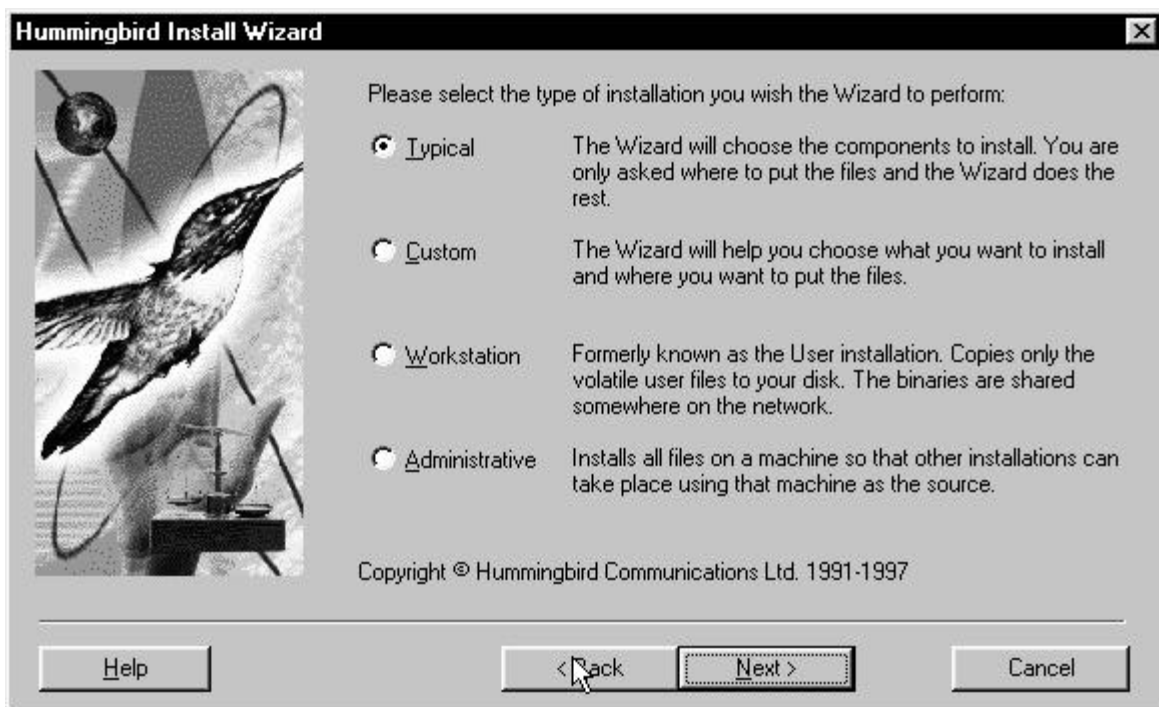 Hummingbird Install Wizard
Please select the type of installation you wish the Wizard to perform:
Typical
The Wizard will choose the components to install. You are
only asked where to put the files and the Wizard does the
rest.
Custom
The Wizard will help you choose what you want to install
and where you want to put the files.
Workstation
Formerly known as the User installation. Copies only the
volatile user files to your disk. The binaries are shared
somewhere on the network.
Administrative
Installs all files on a machine so that other installations can
take place using that machine as the source.
Copyright © Hummingbird Communications Ltd. 1991-1997
Help
< Back
Next >
Cancel